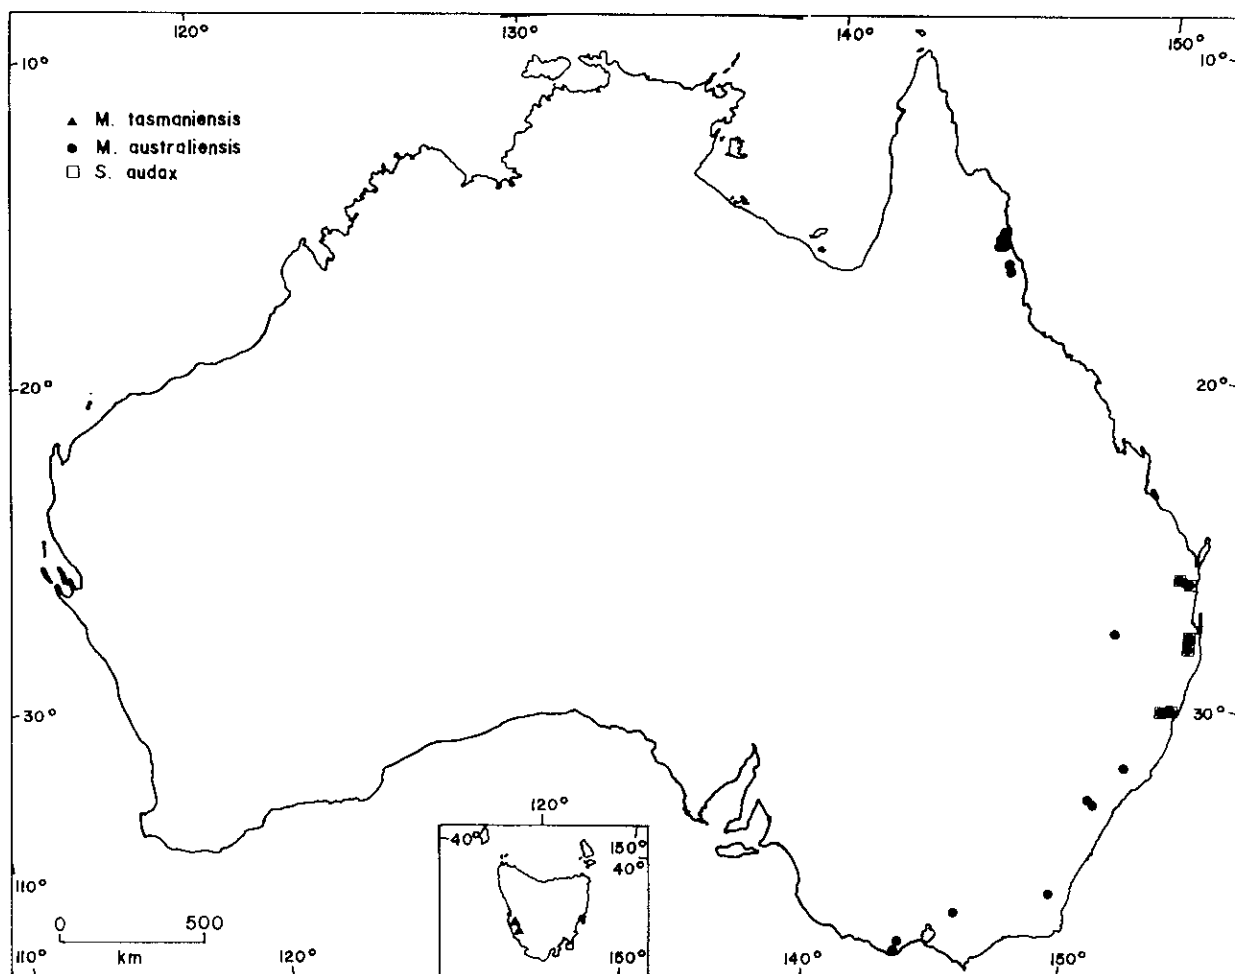 120° 130° 140° 150°
10° 10°
▲ M. tasmaniensis
● M. australiensis
□ S. audax
20° 20°
30° 30°
120°
40° 150°
40°
110°
0 500
km
110° 120° 150° 140° 150°